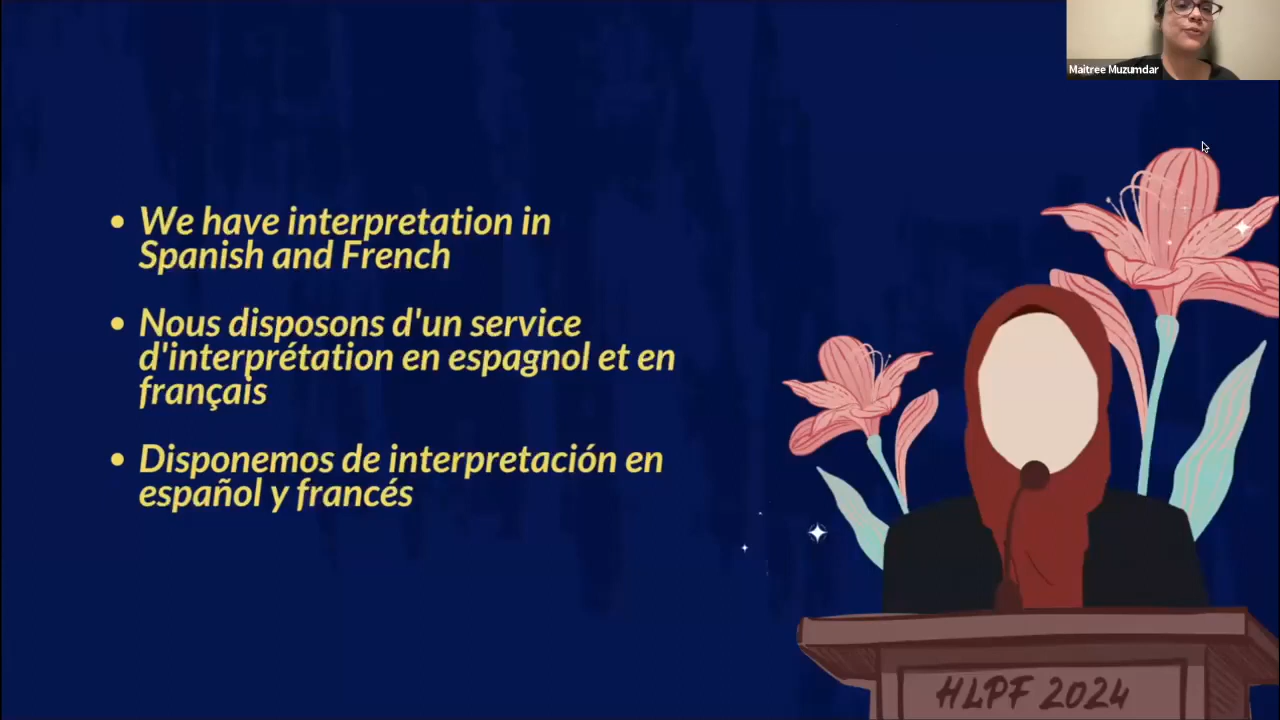 Maitree Muzumdar
• We have interpretation in
Spanish and French
• Nous disposons d'un service
d'interprétation en espagnol et en
français
• Disponemos de interpretación en
español y francés
HLPF 2024